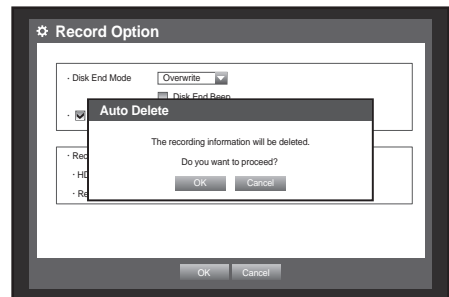 Record Option
· Disk End Mode Overwrite
Disk End Beep
Auto Delete
The recording information will be deleted.
Do you want to proceed?
OK Cancel
· Rec
· HD
· Re
OK Cancel